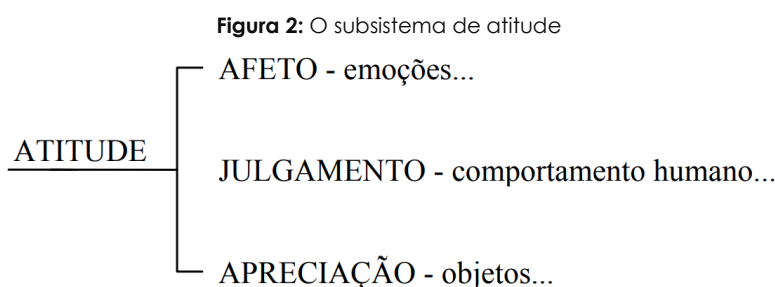 Figura 2: O subsistema de atitude
AFETO - emoções...
ATITUDE
JULGAMENTO - comportamento humano...
APRECIAÇÃO - objetos...